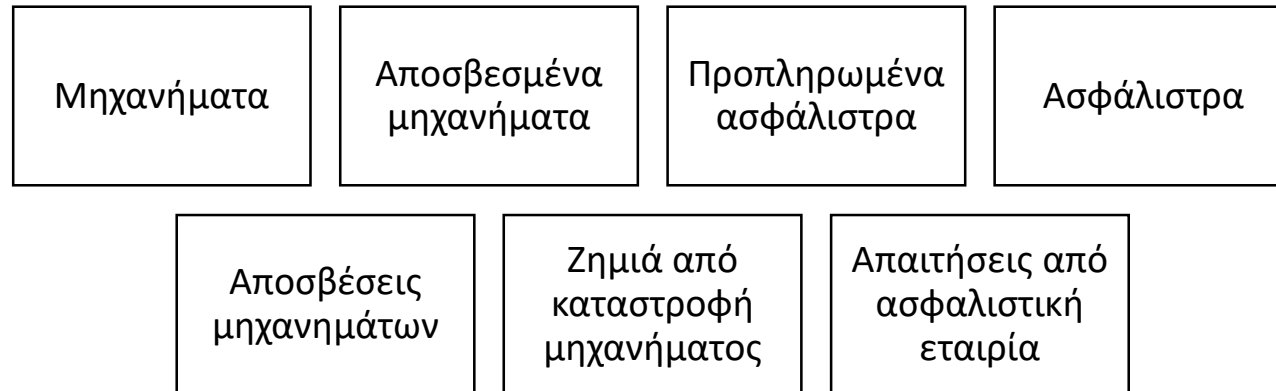 Μηχανήματα
Αποσβεσμένα
μηχανήματα
Προπληρωμένα
ασφάλιστρα
Ασφάλιστρα
Αποσβέσεις
μηχανημάτων
Ζημιά από
καταστροφή
μηχανήματος
Απαιτήσεις από
ασφαλιστική
εταιρία